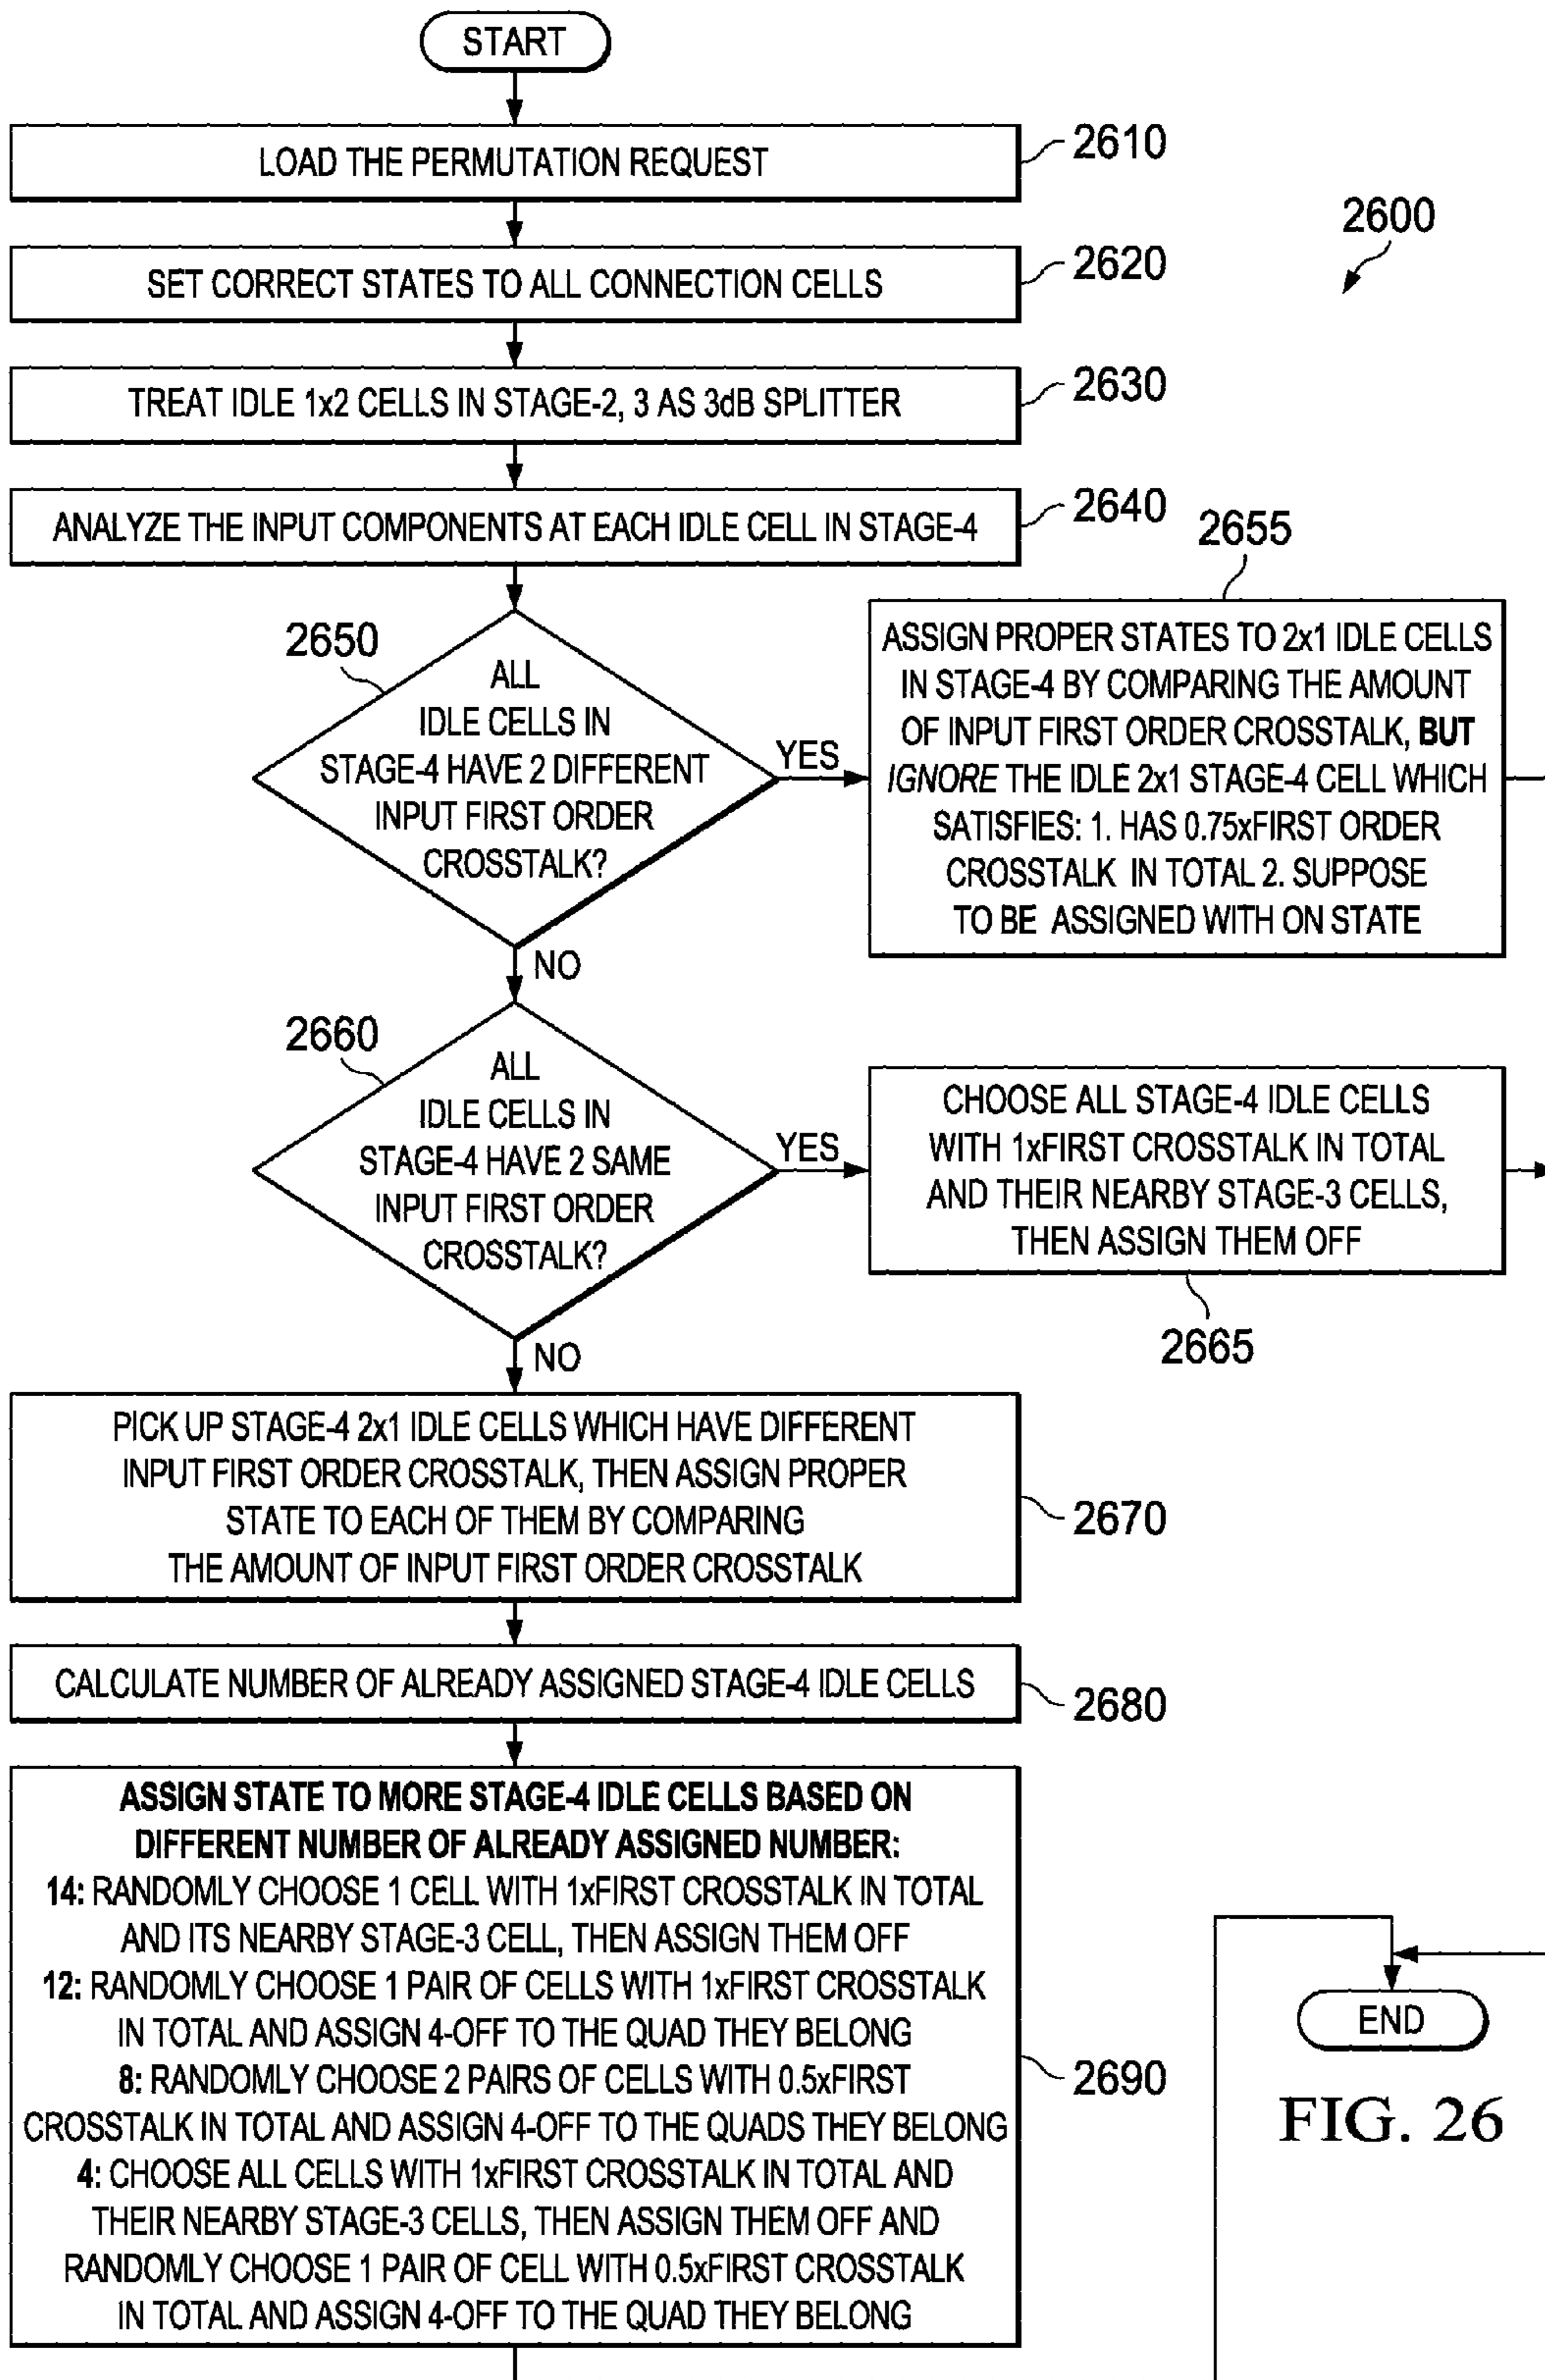 START
LOAD THE PERMUTATION REQUEST
2610
2600
SET CORRECT STATES TO ALL CONNECTION CELLS
2620
TREAT IDLE 1x2 CELLS IN STAGE-2, 3 AS 3dB SPLITTER
2630
ANALYZE THE INPUT COMPONENTS AT EACH IDLE CELL IN STAGE-4
2640
2650
ALL
IDLE CELLS IN
STAGE-4 HAVE 2 DIFFERENT
INPUT FIRST ORDER
CROSSTALK?
YES
NO
2655
ASSIGN PROPER STATES TO 2x1 IDLE CELLS
IN STAGE-4 BY COMPARING THE AMOUNT
OF INPUT FIRST ORDER CROSSTALK, BUT
IGNORE THE IDLE 2x1 STAGE-4 CELL WHICH
SATISFIES: 1. HAS 0.75xFIRST ORDER
CROSSTALK IN TOTAL 2. SUPPOSE
TO BE ASSIGNED WITH ON STATE
2660
ALL
IDLE CELLS IN
STAGE-4 HAVE 2 SAME
INPUT FIRST ORDER
CROSSTALK?
YES
NO
CHOOSE ALL STAGE-4 IDLE CELLS
WITH 1xFIRST CROSSTALK IN TOTAL
AND THEIR NEARBY STAGE-3 CELLS,
THEN ASSIGN THEM OFF
2665
PICK UP STAGE-4 2x1 IDLE CELLS WHICH HAVE DIFFERENT
INPUT FIRST ORDER CROSSTALK, THEN ASSIGN PROPER
STATE TO EACH OF THEM BY COMPARING
THE AMOUNT OF INPUT FIRST ORDER CROSSTALK
2670
CALCULATE NUMBER OF ALREADY ASSIGNED STAGE-4 IDLE CELLS
2680
ASSIGN STATE TO MORE STAGE-4 IDLE CELLS BASED ON
DIFFERENT NUMBER OF ALREADY ASSIGNED NUMBER:
14: RANDOMLY CHOOSE 1 CELL WITH 1xFIRST CROSSTALK IN TOTAL
AND ITS NEARBY STAGE-3 CELL, THEN ASSIGN THEM OFF
12: RANDOMLY CHOOSE 1 PAIR OF CELLS WITH 1xFIRST CROSSTALK
IN TOTAL AND ASSIGN 4-OFF TO THE QUAD THEY BELONG
8: RANDOMLY CHOOSE 2 PAIRS OF CELLS WITH 0.5xFIRST
CROSSTALK IN TOTAL AND ASSIGN 4-OFF TO THE QUADS THEY BELONG
4: CHOOSE ALL CELLS WITH 1xFIRST CROSSTALK IN TOTAL AND
THEIR NEARBY STAGE-3 CELLS, THEN ASSIGN THEM OFF AND
RANDOMLY CHOOSE 1 PAIR OF CELL WITH 0.5xFIRST CROSSTALK
IN TOTAL AND ASSIGN 4-OFF TO THE QUAD THEY BELONG
2690
END
FIG. 26